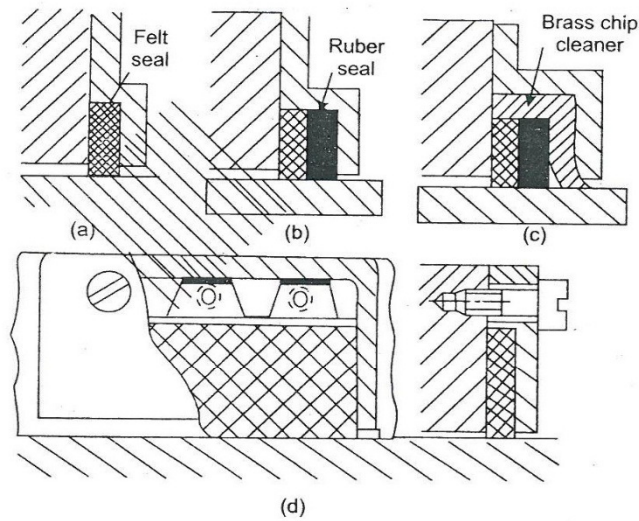 Felt
seal
Ruber
seal
Brass chip
cleaner
(a)
(b)
(c)
(d)